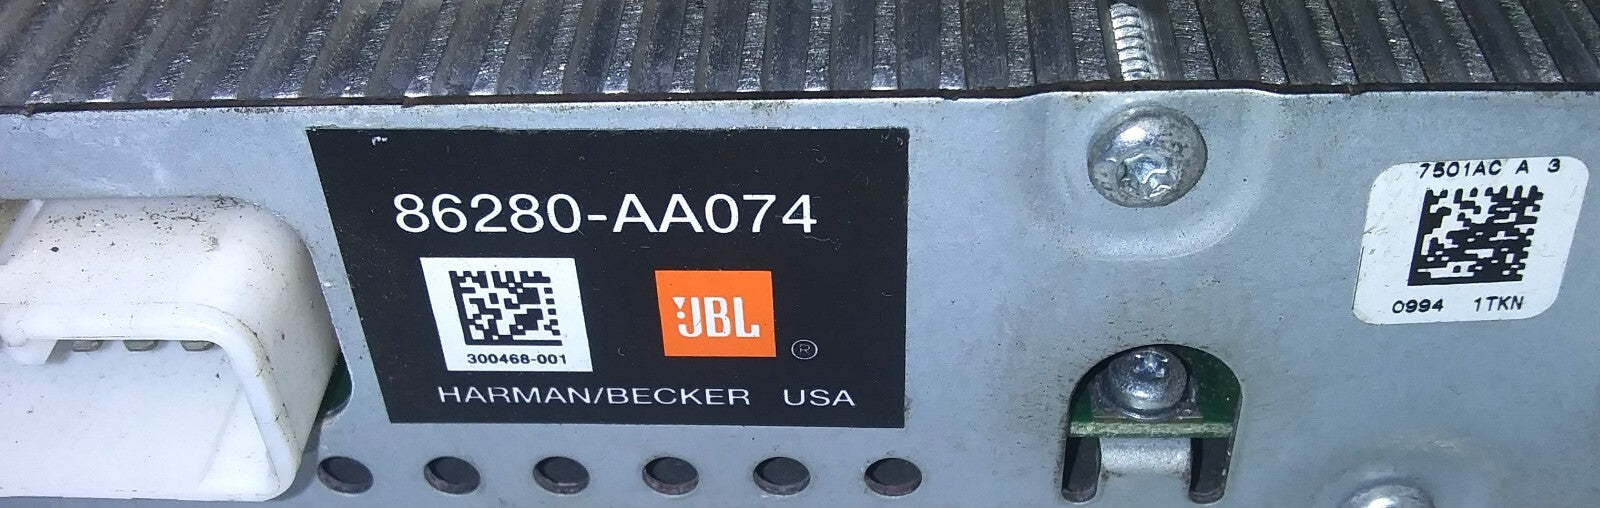 86280-AA074
300468-001
JBL
®
HARMAN/BECKER USA
7501AC A 3
0994 1TKN